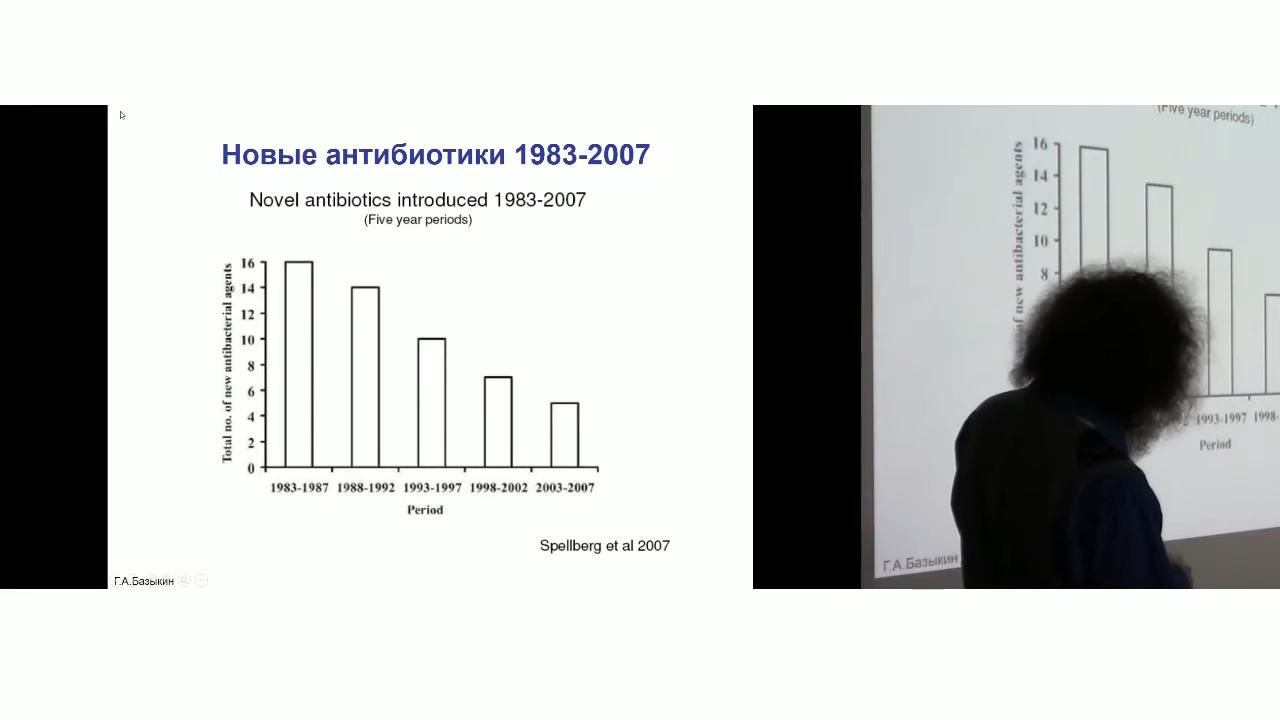 Новые антибиотики 1983-2007
Novel antibiotics introduced 1983-2007
(Five year periods)
Total no. of new antibacterial agents
16
14
12
10
8
6
4
2
0
1983-1987 1988-1992 1993-1997 1998-2002 2003-2007
Period
Spellberg et al 2007
Г.А.Базыкин
(Five year periods)
of new antibacterial agents
16
14
12
10
8
1993-1997 1998-
Period
Г.А.Базыкин